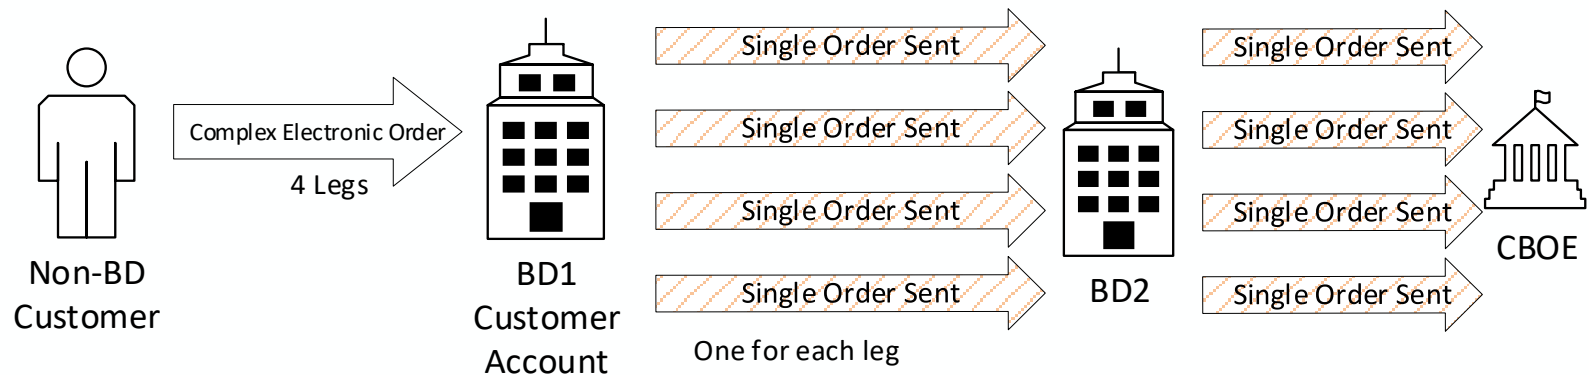 Complex Electronic Order
4 Legs
Non-BD
Customer
BD1
Customer
Account
Single Order Sent
Single Order Sent
Single Order Sent
Single Order Sent
One for each leg
BD2
Single Order Sent
Single Order Sent
Single Order Sent
Single Order Sent
CBOE